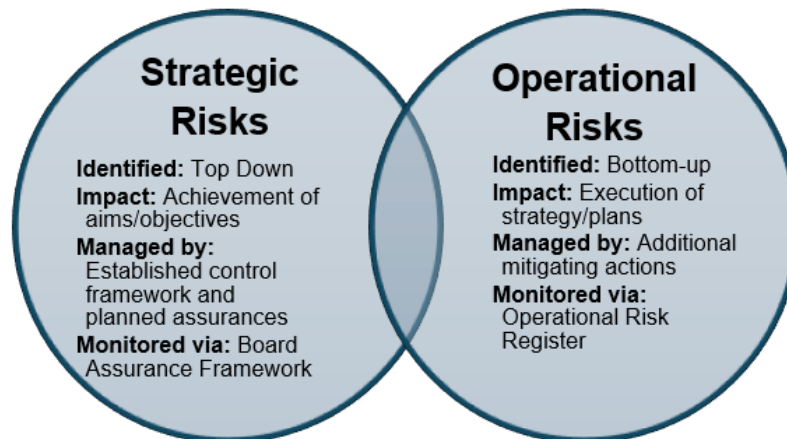 Strategic
Risks
Identified: Top Down
Impact: Achievement of
aims/objectives
Managed by:
Established control
framework and
planned assurances
Monitored via: Board
Assurance Framework
Operational
Risks
Identified: Bottom-up
Impact: Execution of
strategy/plans
Managed by: Additional
mitigating actions
Monitored via:
Operational Risk
Register